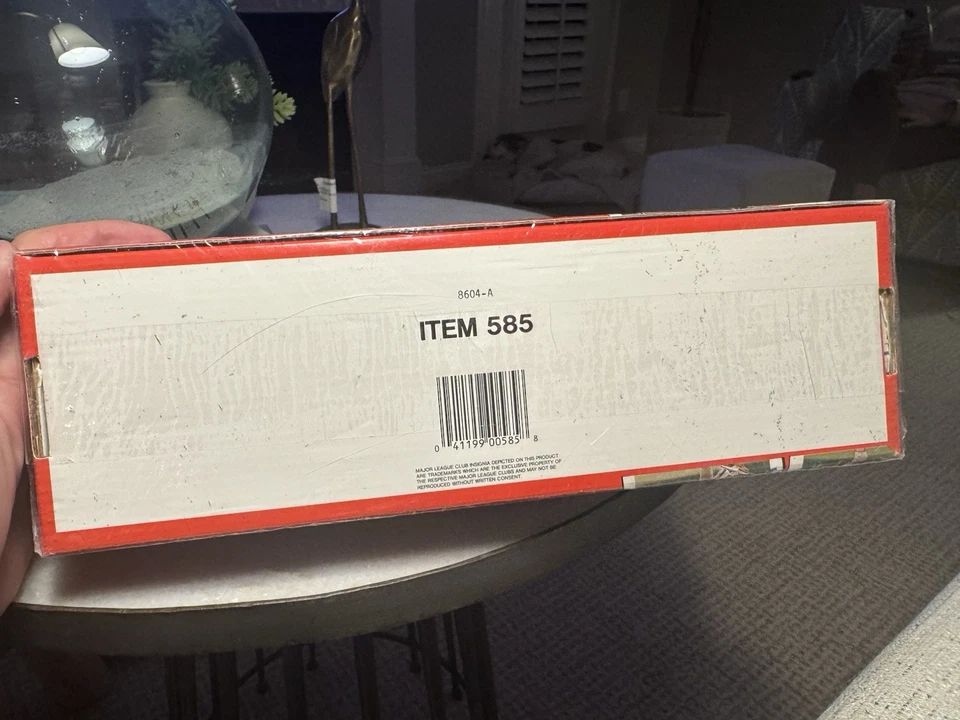 8604-A
ITEM 585
0 41199 00585 8
MAJOR LEAGUE CLUB INSIGNIA DEPICTED ON THIS PRODUCT
ARE TRADEMARKS WHICH ARE THE EXCLUSIVE PROPERTY OF
THE RESPECTIVE MAJOR LEAGUE CLUBS AND MAY NOT BE
REPRODUCED WITHOUT WRITTEN CONSENT.